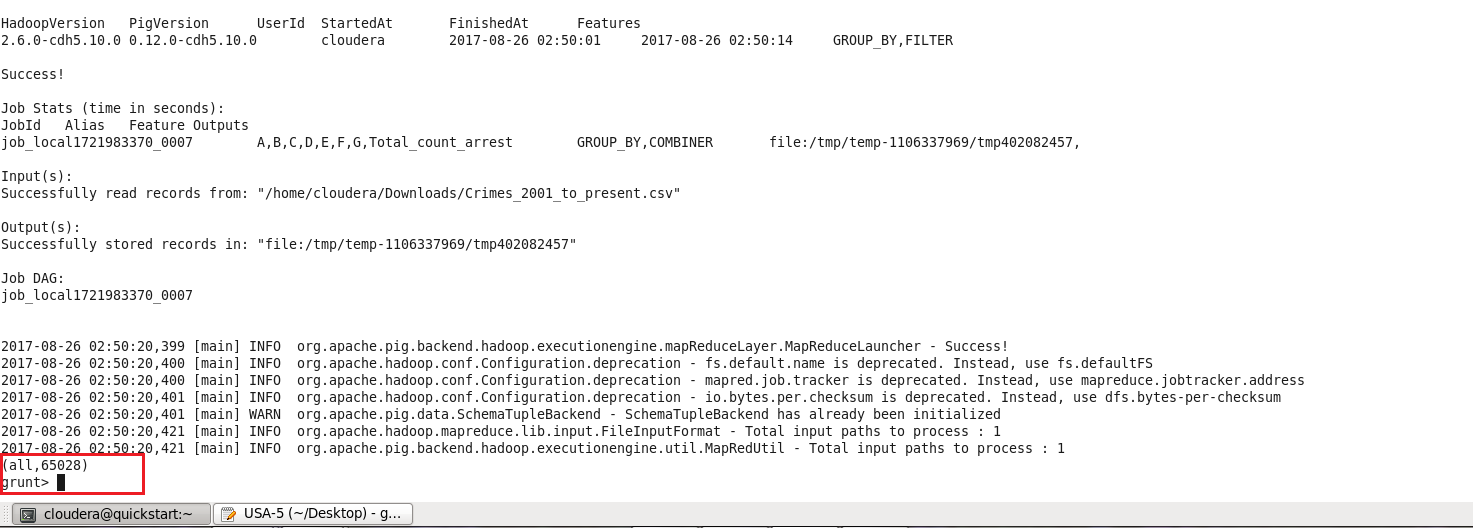 HadoopVersion PigVersion UserId StartedAt FinishedAt Features
2.6.0-cdh5.10.0 0.12.0-cdh5.10.0 cloudera 2017-08-26 02:50:01 2017-08-26 02:50:14 GROUP_BY,FILTER
Success!
Job Stats (time in seconds):
JobId Alias Feature Outputs
job_local1721983370_0007 A,B,C,D,E,F,G,Total_count_arrest GROUP_BY,COMBINER file:/tmp/temp-1106337969/tmp402082457,
Input(s):
Successfully read records from: "/home/cloudera/Downloads/Crimes_2001_to_present.csv"
Output(s):
Successfully stored records in: "file:/tmp/temp-1106337969/tmp402082457"
Job DAG:
job_local1721983370_0007
2017-08-26 02:50:20,399 [main] INFO org.apache.pig.backend.hadoop.executionengine.mapReduceLayer.MapReduceLauncher - Success!
2017-08-26 02:50:20,400 [main] INFO org.apache.hadoop.conf.Configuration.deprecation - fs.default.name is deprecated. Instead, use fs.defaultFS
2017-08-26 02:50:20,400 [main] INFO org.apache.hadoop.conf.Configuration.deprecation - mapred.job.tracker is deprecated. Instead, use mapreduce.jobtracker.address
2017-08-26 02:50:20,401 [main] INFO org.apache.hadoop.conf.Configuration.deprecation - io.bytes.per.checksum is deprecated. Instead, use dfs.bytes-per-checksum
2017-08-26 02:50:20,401 [main] WARN org.apache.pig.data.SchemaTupleBackend - SchemaTupleBackend has already been initialized
2017-08-26 02:50:20,421 [main] INFO org.apache.hadoop.mapreduce.lib.input.FileInputFormat - Total input paths to process : 1
2017-08-26 02:50:20,421 [main] INFO org.apache.pig.backend.hadoop.executionengine.util.MapRedUtil - Total input paths to process : 1
(all,65028)
grunt>
cloudera@quickstart:~ USA-5 (~/Desktop) - g...